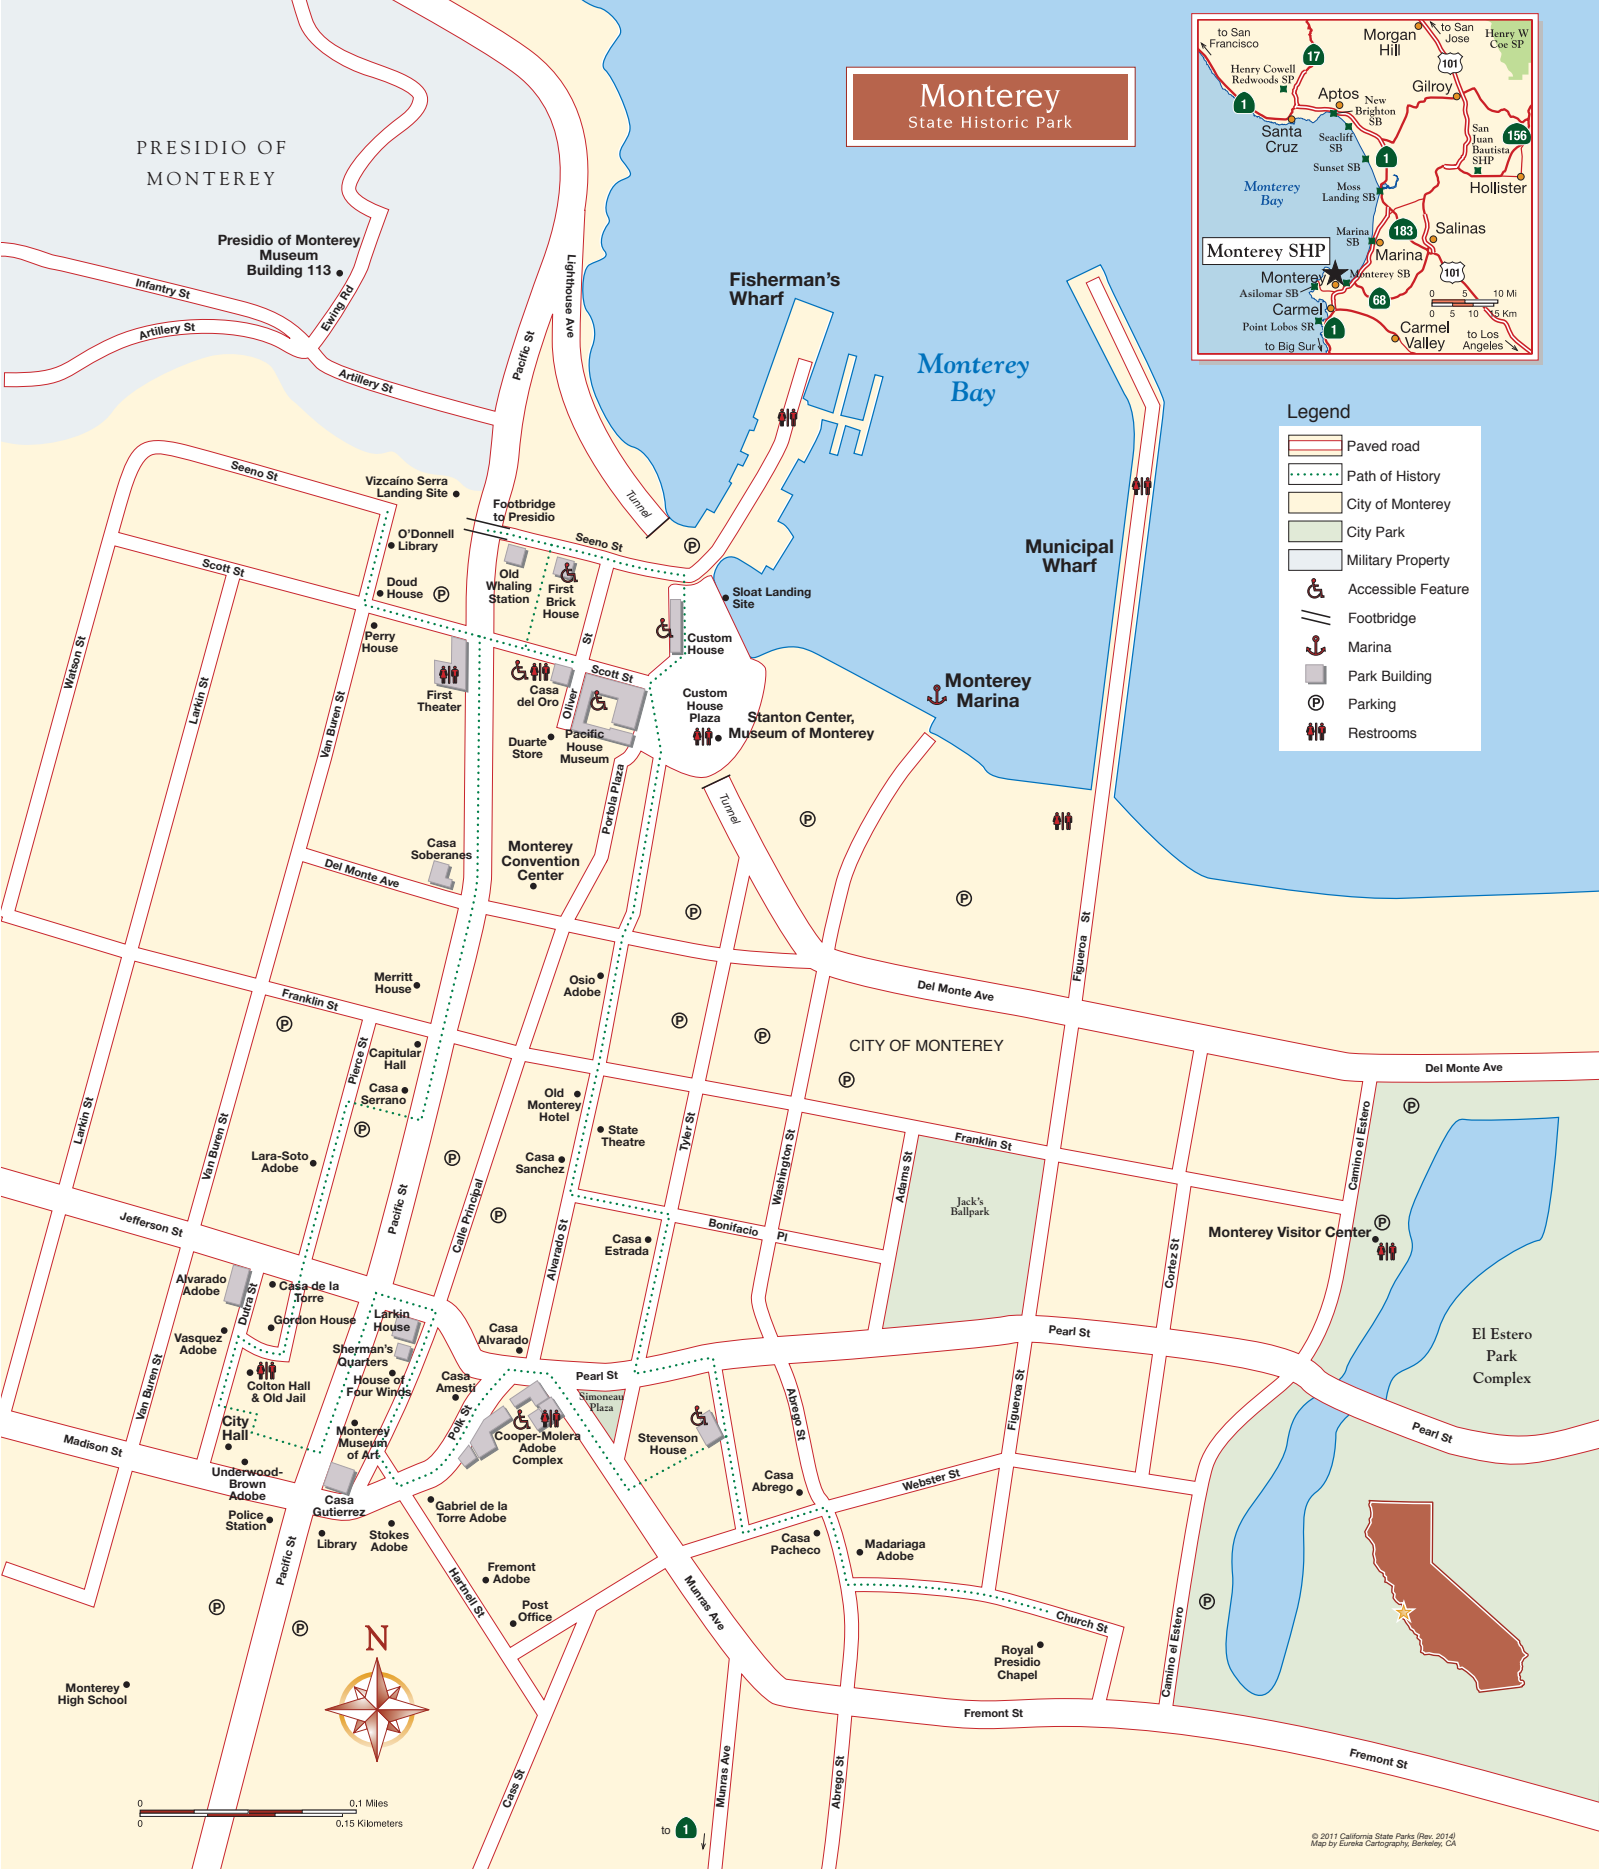 Monterey
State Historic Park
to San
Francisco
17
Morgan
Hill
to San
Jose
Henry W
Coe SP
101
Henry Cowell
Redwoods SP
1
Aptos
Gilroy
New
Brighton
SB
Santa
Cruz
Seacliff
SB
San
Juan
Bautista
SHP
156
1
Sunset SB
Monterey
Bay
Moss
Landing SB
Hollister
183
Salinas
Marina
SB
Marina
Monterey SHP
Monterey
Monterey SB
101
Asilomar SB
68
0 5 10 Mi
0 5 10 15 Km
Carmel
Point Lobos SR
1
Carmel
Valley
to Big Sur
to Los
Angeles
Legend
Paved road
Path of History
City of Monterey
City Park
Military Property
Accessible Feature
Footbridge
Marina
Park Building
P
Parking
Restrooms
PRESIDIO OF
MONTEREY
Presidio of Monterey
Museum
Building 113
Infantry St
Artillery St
Ewing Rd
Artillery St
Pacific St
Lighthouse Ave
Fisherman's
Wharf
Monterey
Bay
Seeno St
Vizcaíno Serra
Landing Site
Footbridge
to Presidio
Tunnel
O'Donnell
Library
Seeno St
P
Municipal
Wharf
Scott St
Doud
House
P
Old
Whaling
Station
First
Brick
House
Sloat Landing
Site
Perry
House
St
Custom
House
Watson St
Larkin St
Van Buren St
First
Theater
Casa
del Oro
Oliver
Scott St
Custom
House
Plaza
Monterey
Marina
Duarte
Store
Pacific
House
Museum
Stanton Center,
Museum of Monterey
Portola Plaza
Tunnel
P
Casa
Soberanes
Monterey
Convention
Center
Del Monte Ave
P
P
Figueroa St
Merritt
House
Osio
Adobe
Del Monte Ave
Franklin St
P
P
P
CITY OF MONTEREY
Pierce St
Capitular
Hall
Casa
Serrano
P
Del Monte Ave
Old
Monterey
Hotel
Camino el Estero
P
Larkin St
Van Buren St
P
State
Theatre
Tyler St
Washington St
Franklin St
Lara-Soto
Adobe
P
Casa
Sanchez
Adams St
Pacific St
Calle Principal
P
Jack's
Ballpark
Jefferson St
Alvarado St
Casa
Estrada
Bonifacio Pl
Cortez St
Monterey Visitor Center
P
Alvarado
Adobe
Dutra St
Casa de la
Torre
Gordon House
Larkin
House
Vasquez
Adobe
Sherman's
Quarters
Casa
Alvarado
Pearl St
El Estero
Park
Complex
Van Buren St
Colton Hall
& Old Jail
House of
Four Winds
Casa
Amesti
Pearl St
Simoneau
Plaza
Abrego St
Figueroa St
City
Hall
Polk St
Cooper-Molera
Adobe
Complex
Stevenson
House
Pearl St
Madison St
Monterey
Museum
of Art
Underwood-
Brown
Adobe
Casa
Abrego
Webster St
Casa
Gutierrez
Gabriel de la
Torre Adobe
Police
Station
Library
Stokes
Adobe
Casa
Pacheco
Madariaga
Adobe
Pacific St
Hartnell St
Fremont
Adobe
Munras Ave
Post
Office
P
P
N
Church St
P
Camino el Estero
Royal
Presidio
Chapel
Monterey
High School
Fremont St
Fremont St
Cass St
Munras Ave
Abrego St
0 0.1 Miles
0 0.15 Kilometers
to 1
© 2011 California State Parks (Rev. 2014)
Map by Eureka Cartography, Berkeley, CA